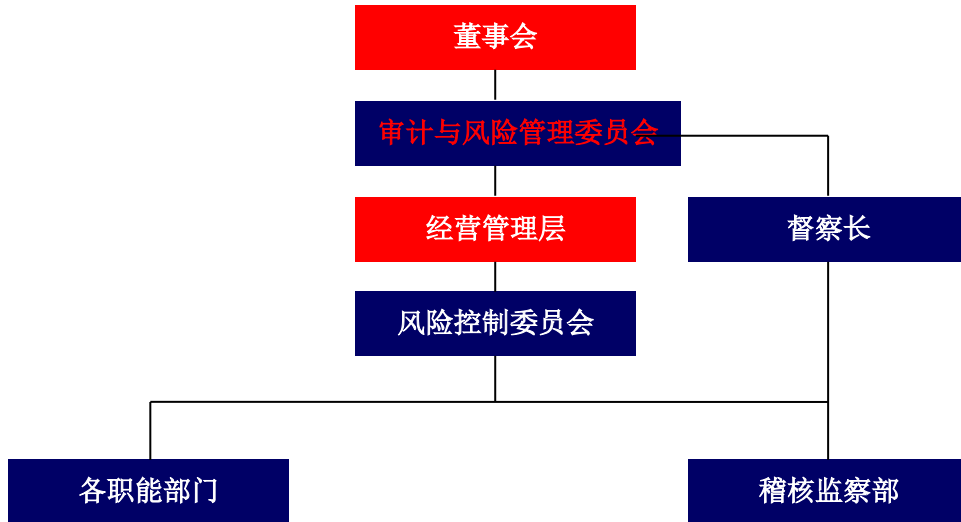 董事会
审计与风险管理委员会
经营管理层
督察长
风险控制委员会
各职能部门
稽核监察部